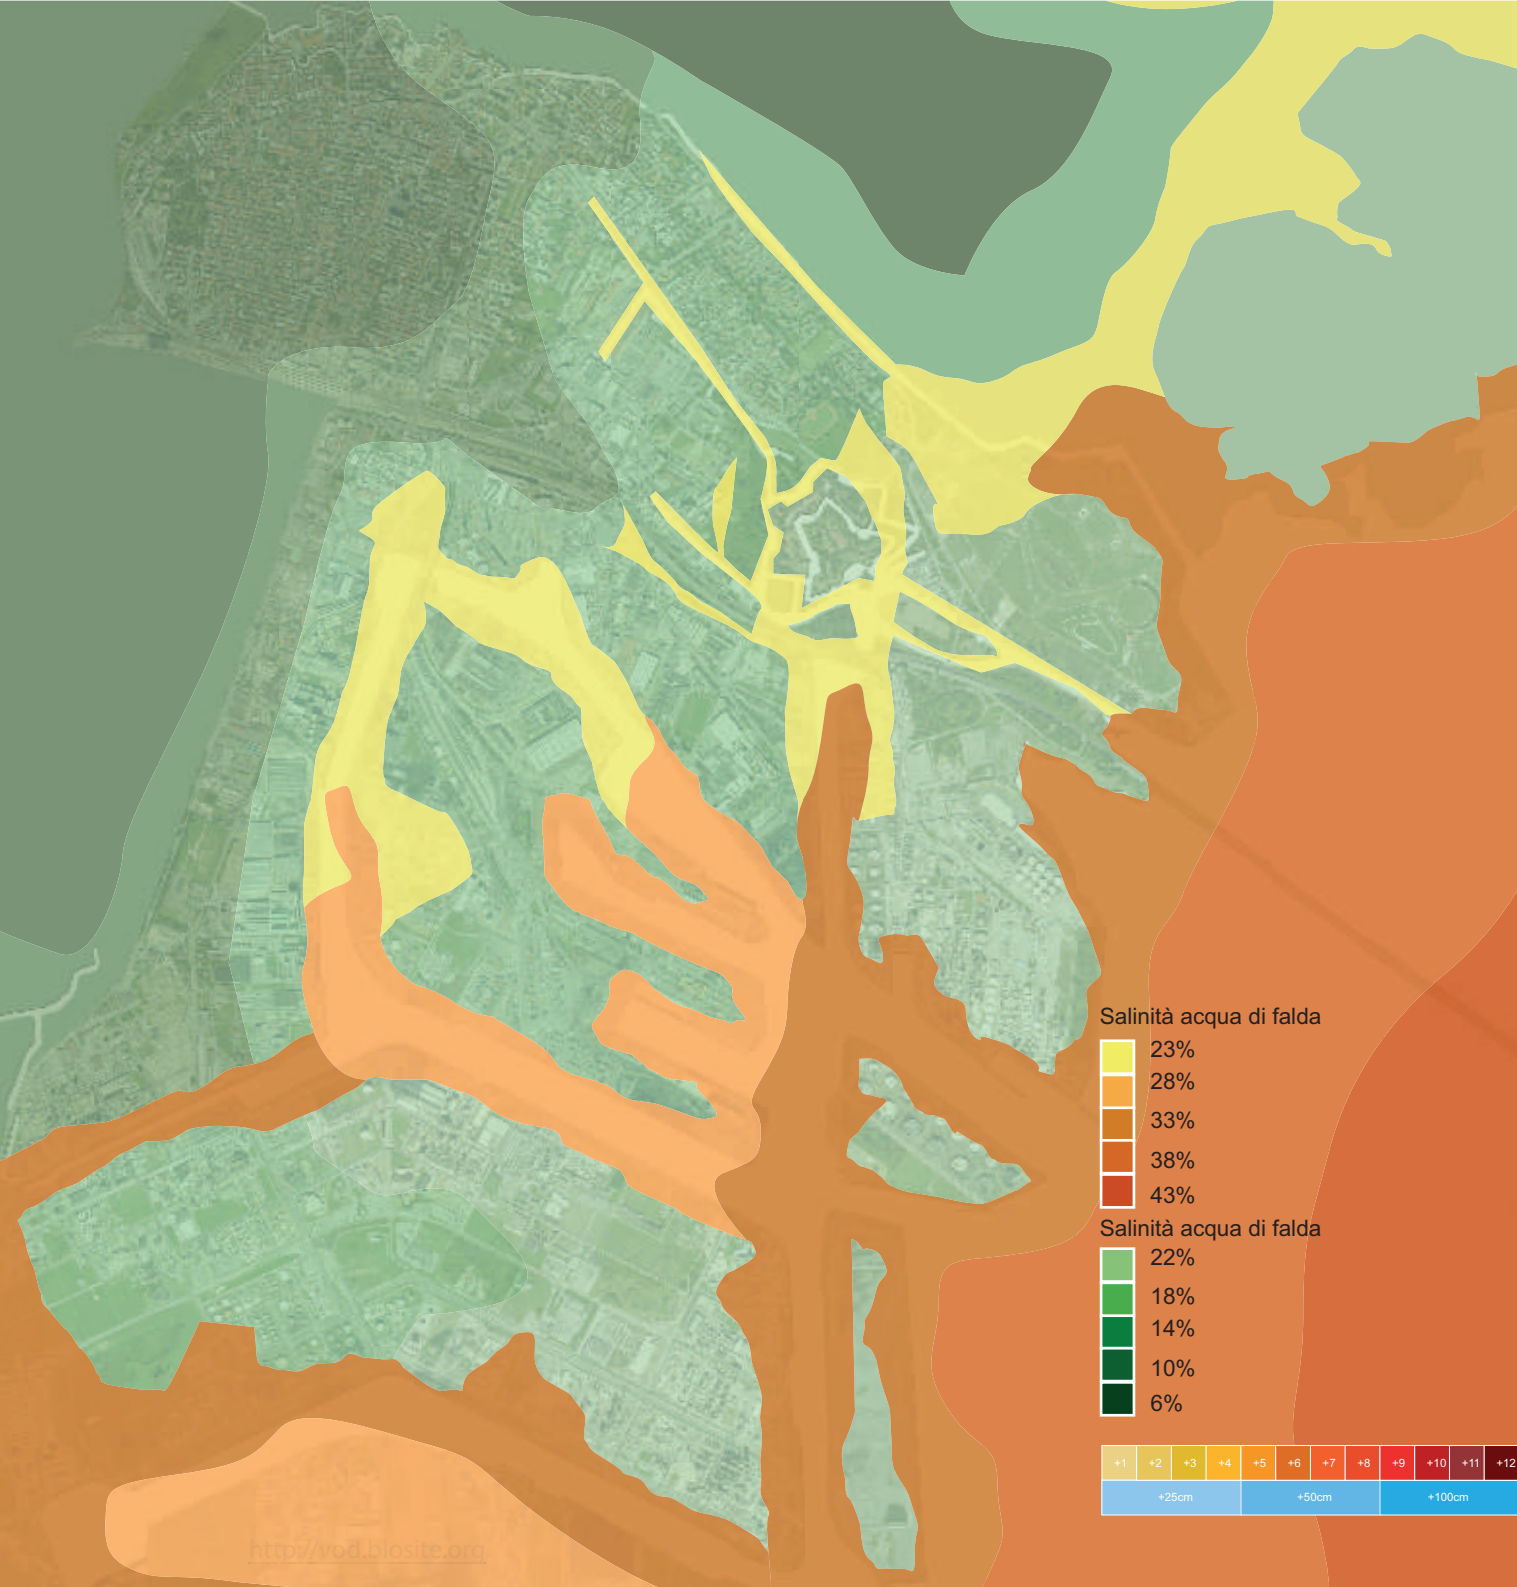 Salinità acqua di falda
23%
28%
33%
38%
43%
Salinità acqua di falda
22%
18%
14%
10%
6%
+1 +2 +3 +4 +5 +6 +7 +8 +9 +10 +11 +12
+25cm +50cm +100cm
http://vod.blosite.org